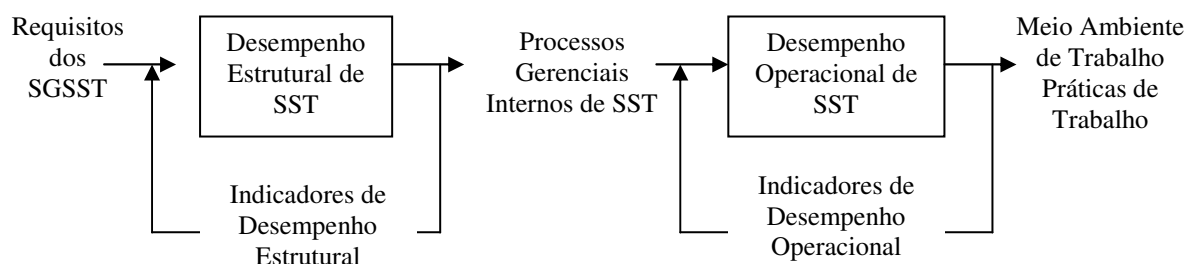 Requisitos
dos
SGSST
Desempenho
Estrutural de
SST
Processos
Gerenciais
Internos de SST
Desempenho
Operacional de
SST
Meio Ambiente
de Trabalho
Práticas de
Trabalho
Indicadores de
Desempenho
Estrutural
Indicadores de
Desempenho
Operacional